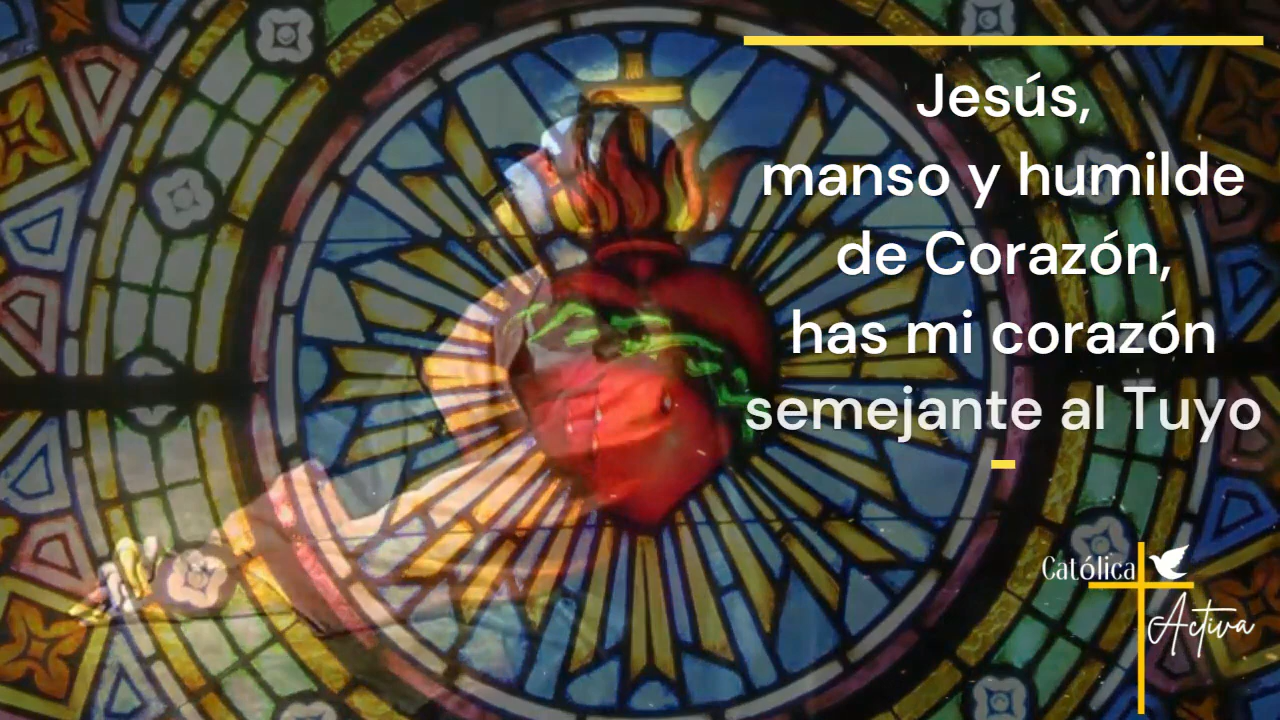 Jesús,
manso y humilde
de Corazón,
has mi corazón
semejante al Tuyo
Católica
Activa